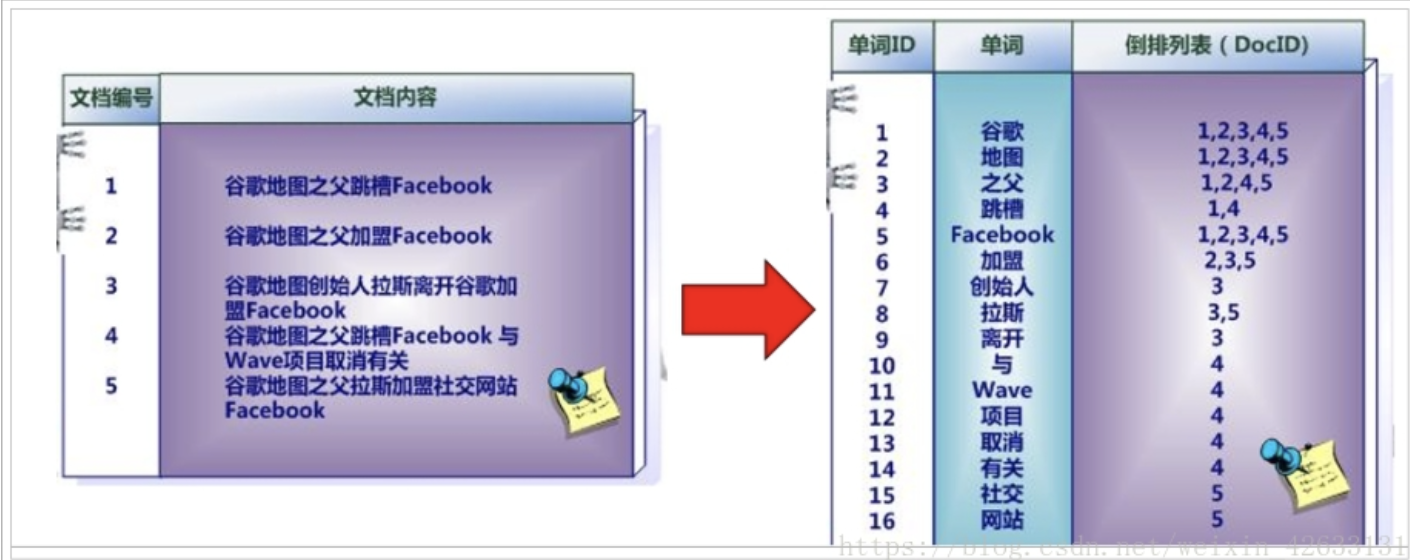 文档编号 文档内容
1 谷歌地图之父跳槽Facebook
2 谷歌地图之父加盟Facebook
3 谷歌地图创始人拉斯离开谷歌加
盟Facebook
4 谷歌地图之父跳槽Facebook 与
Wave项目取消有关
5 谷歌地图之父拉斯加盟社交网站
Facebook
单词ID 单词 倒排列表（DocID)
1 谷歌 1,2,3,4,5
2 地图 1,2,3,4,5
3 之父 1,2,4,5
4 跳槽 1,4
5 Facebook 1,2,3,4,5
6 加盟 2,3,5
7 创始人 3
8 拉斯 3,5
9 离开 3
10 与 4
11 Wave 4
12 项目 4
13 取消 4
14 有关 4
15 社交 5
16 网站 5
https://blog.csdn.net/weixin_42633131